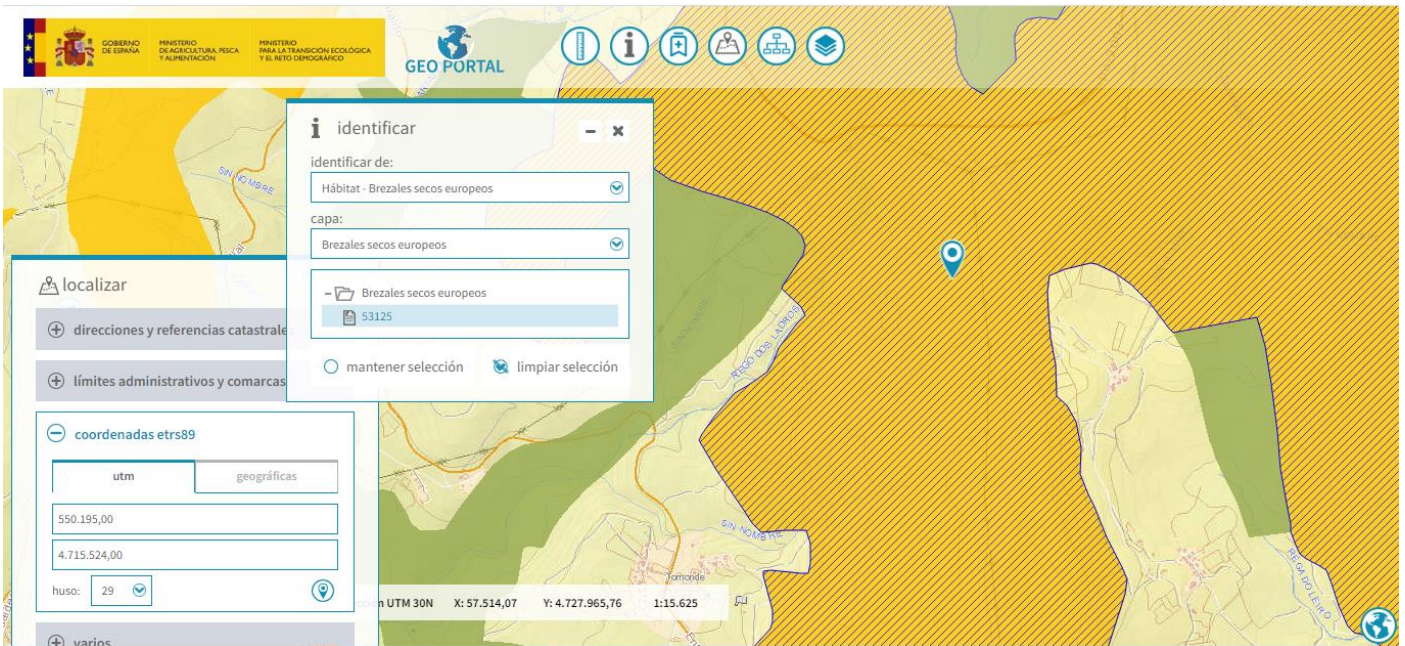 GOBIERNO
DE ESPAÑA
MINISTERIO
DE AGRICULTURA, PESCA
Y ALIMENTACIÓN
MINISTERIO
PARA LA TRANSICIÓN ECOLÓGICA
Y EL RETO DEMOGRÁFICO
GEO PORTAL
i identificar
identificar de:
Hábitat - Brezales secos europeos
capa:
Brezales secos europeos
Brezales secos europeos
53125
mantener selección
limpiar selección
SIN NOMBRE
localizar
direcciones y referencias catastrale
límites administrativos y comarcas
coordenadas etrs89
utm
geográficas
550.195,00
4.715.524,00
huso:
29
varios
UTM 30N X: 57.514,07 Y: 4.727.965,76 1:15.625
REGO DOS LADROS
SIN NOMBRE
Tomonde
REGA DO LEIRO